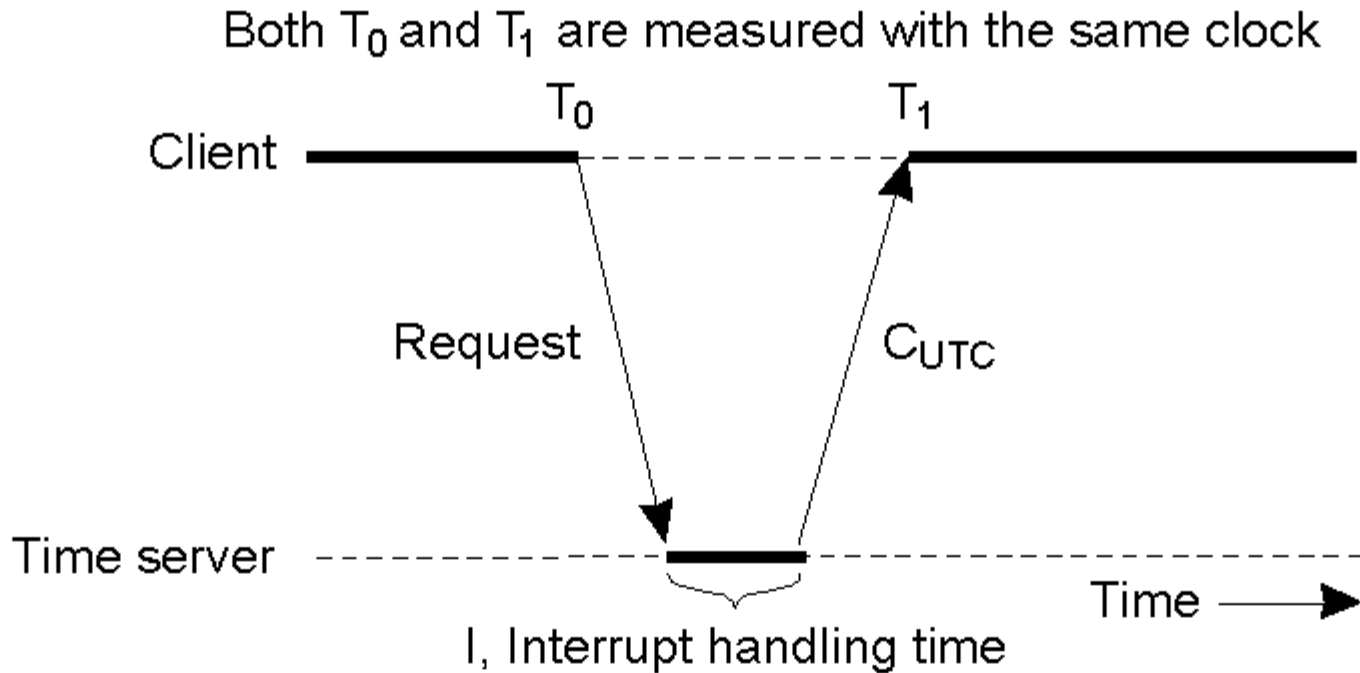 Both T₀ and T₁ are measured with the same clock
T₀
T₁
Client
Request
C_UTC
Time server
Time
I, Interrupt handling time